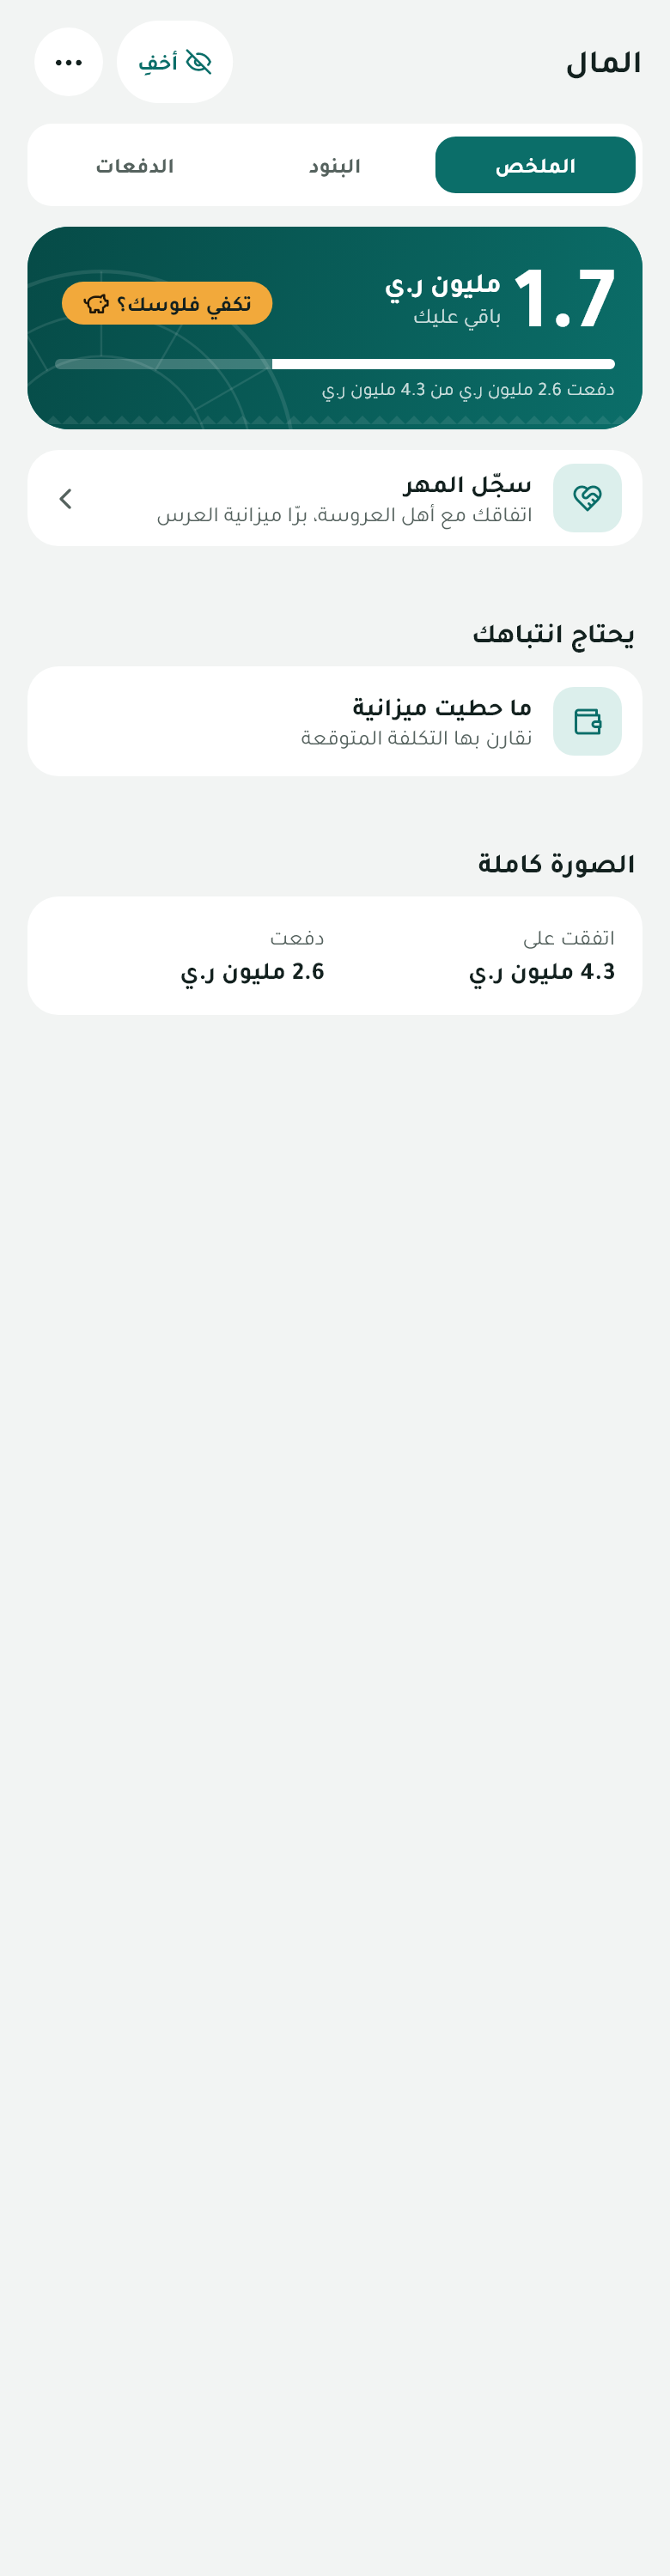 المال
أخفِ
الملخص
البنود
الدفعات
1.7 مليون ر.ي
باقي عليك
تكفي فلوسك؟
دفعت 2.6 مليون ر.ي من 4.3 مليون ر.ي
سجّل المهر
اتفاقك مع أهل العروسة، برّا ميزانية العرس
يحتاج انتباهك
ما حطيت ميزانية
نقارن بها التكلفة المتوقعة
الصورة كاملة
اتفقت على
4.3 مليون ر.ي
دفعت
2.6 مليون ر.ي